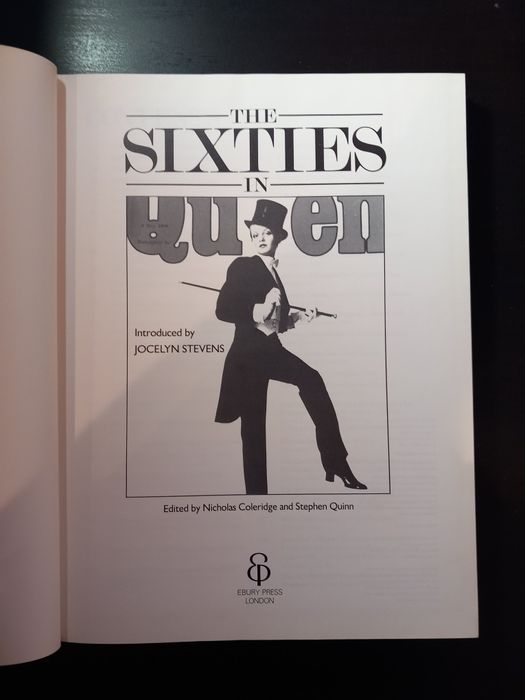 THE
SIXTIES
IN
Queen
Introduced by
JOCELYN STEVENS
Edited by Nicholas Coleridge and Stephen Quinn
EBURY PRESS
LONDON